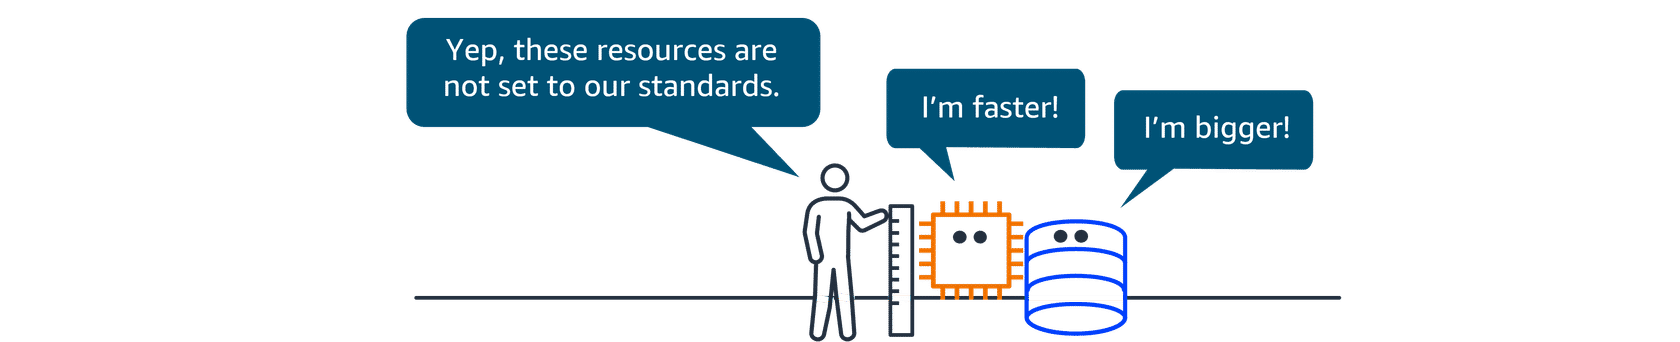 Yep, these resources are
not set to our standards.
I’m faster!
I’m bigger!